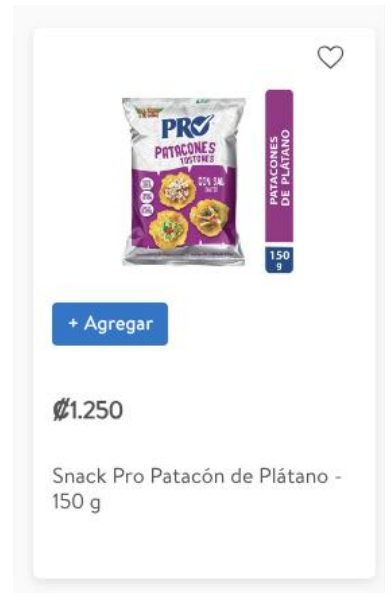 PRO
PATACONES
TOSTONES
CON SAL
PATACONES
DE PLÁTANO
150
g
+ Agregar
₡1.250
Snack Pro Patacón de Plátano -
150 g